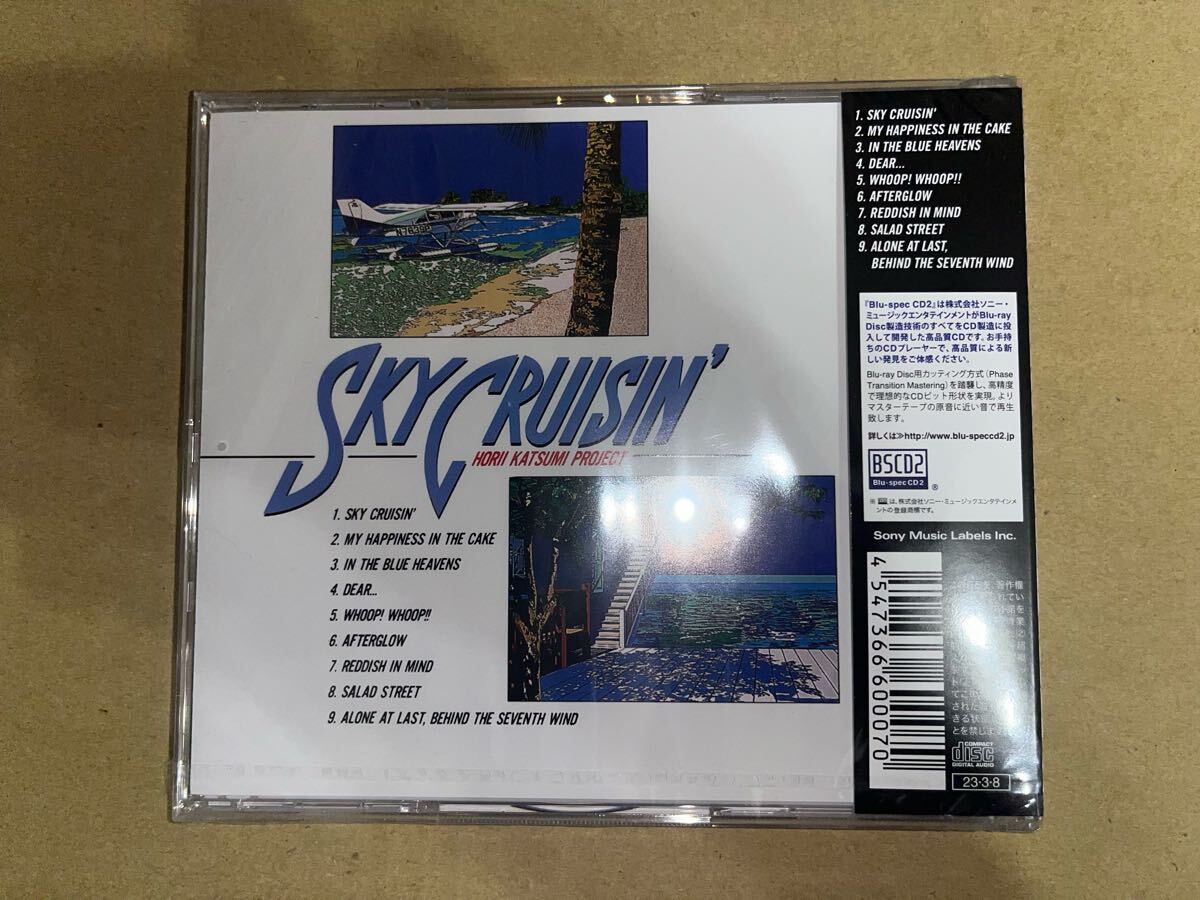 N7639P
SKY CRUISIN'
HORII KATSUMI PROJECT
1. SKY CRUISIN'
2. MY HAPPINESS IN THE CAKE
3. IN THE BLUE HEAVENS
4. DEAR...
5. WHOOP! WHOOP!!
6. AFTERGLOW
7. REDDISH IN MIND
8. SALAD STREET
9. ALONE AT LAST, BEHIND THE SEVENTH WIND
1. SKY CRUISIN'
2. MY HAPPINESS IN THE CAKE
3. IN THE BLUE HEAVENS
4. DEAR...
5. WHOOP! WHOOP!!
6. AFTERGLOW
7. REDDISH IN MIND
8. SALAD STREET
9. ALONE AT LAST,
BEHIND THE SEVENTH WIND
『Blu-spec CD2』は株式会社ソニー・
ミュージックエンタテインメントがBlu-ray
Disc製造技術のすべてをCD製造に投
入して開発した高品質CDです。お手持
ちのCDプレーヤーで、高品質による新
しい発見をご体感ください。
Blu-ray Disc用カッティング方式(Phase
Transition Mastering)を踏襲し、高精度
で理想的なCDピット形状を実現。より
マスターテープの原音に近い音で再生
致します。
詳しくは≫http://www.blu-speccd2.jp
BSCD2
Blu-spec CD2 ®
※ は、株式会社ソニー・ミュージックエンタテインメ
ントの登録商標です。
Sony Music Labels Inc.
4 547366 600070
COMPACT
disc
DIGITAL AUDIO
23·3·8